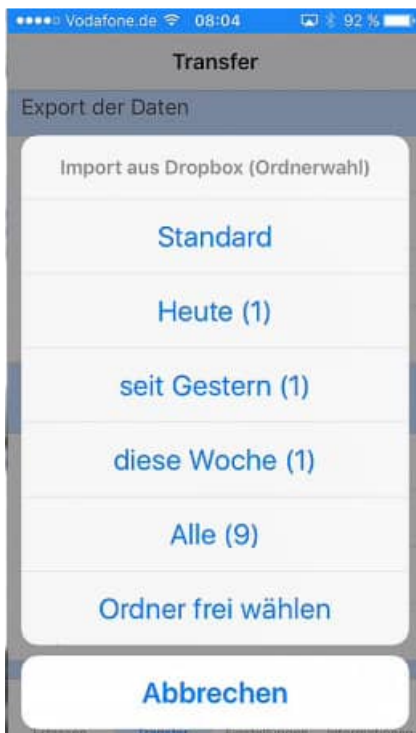 Vodafone.de 08:04 92 %
Transfer
Export der Daten
Import aus Dropbox (Ordnerwahl)
Standard
Heute (1)
seit Gestern (1)
diese Woche (1)
Alle (9)
Ordner frei wählen
Abbrechen